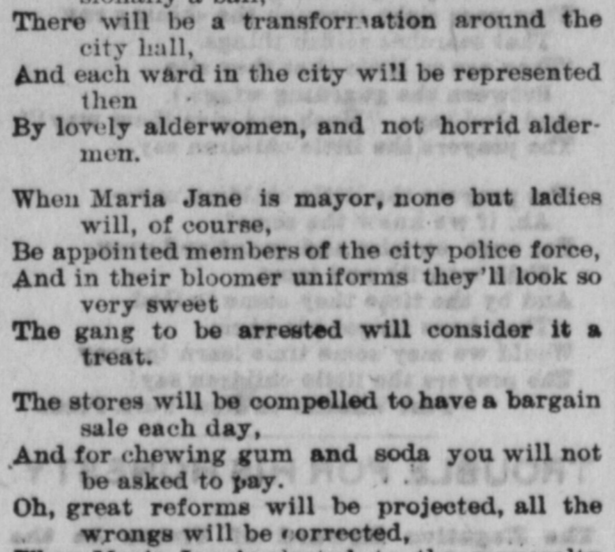 There will be a transformation around the
city hall,
And each ward in the city will be represented
then
By lovely alderwomen, and not horrid alder-
men.
When Maria Jane is mayor, none but ladies
will, of course,
Be appointed members of the city police force,
And in their bloomer uniforms they'll look so
very sweet
The gang to be arrested will consider it a
treat.
The stores will be compelled to have a bargain
sale each day,
And for chewing gum and soda you will not
be asked to pay.
Oh, great reforms will be projected, all the
wrongs will be corrected,